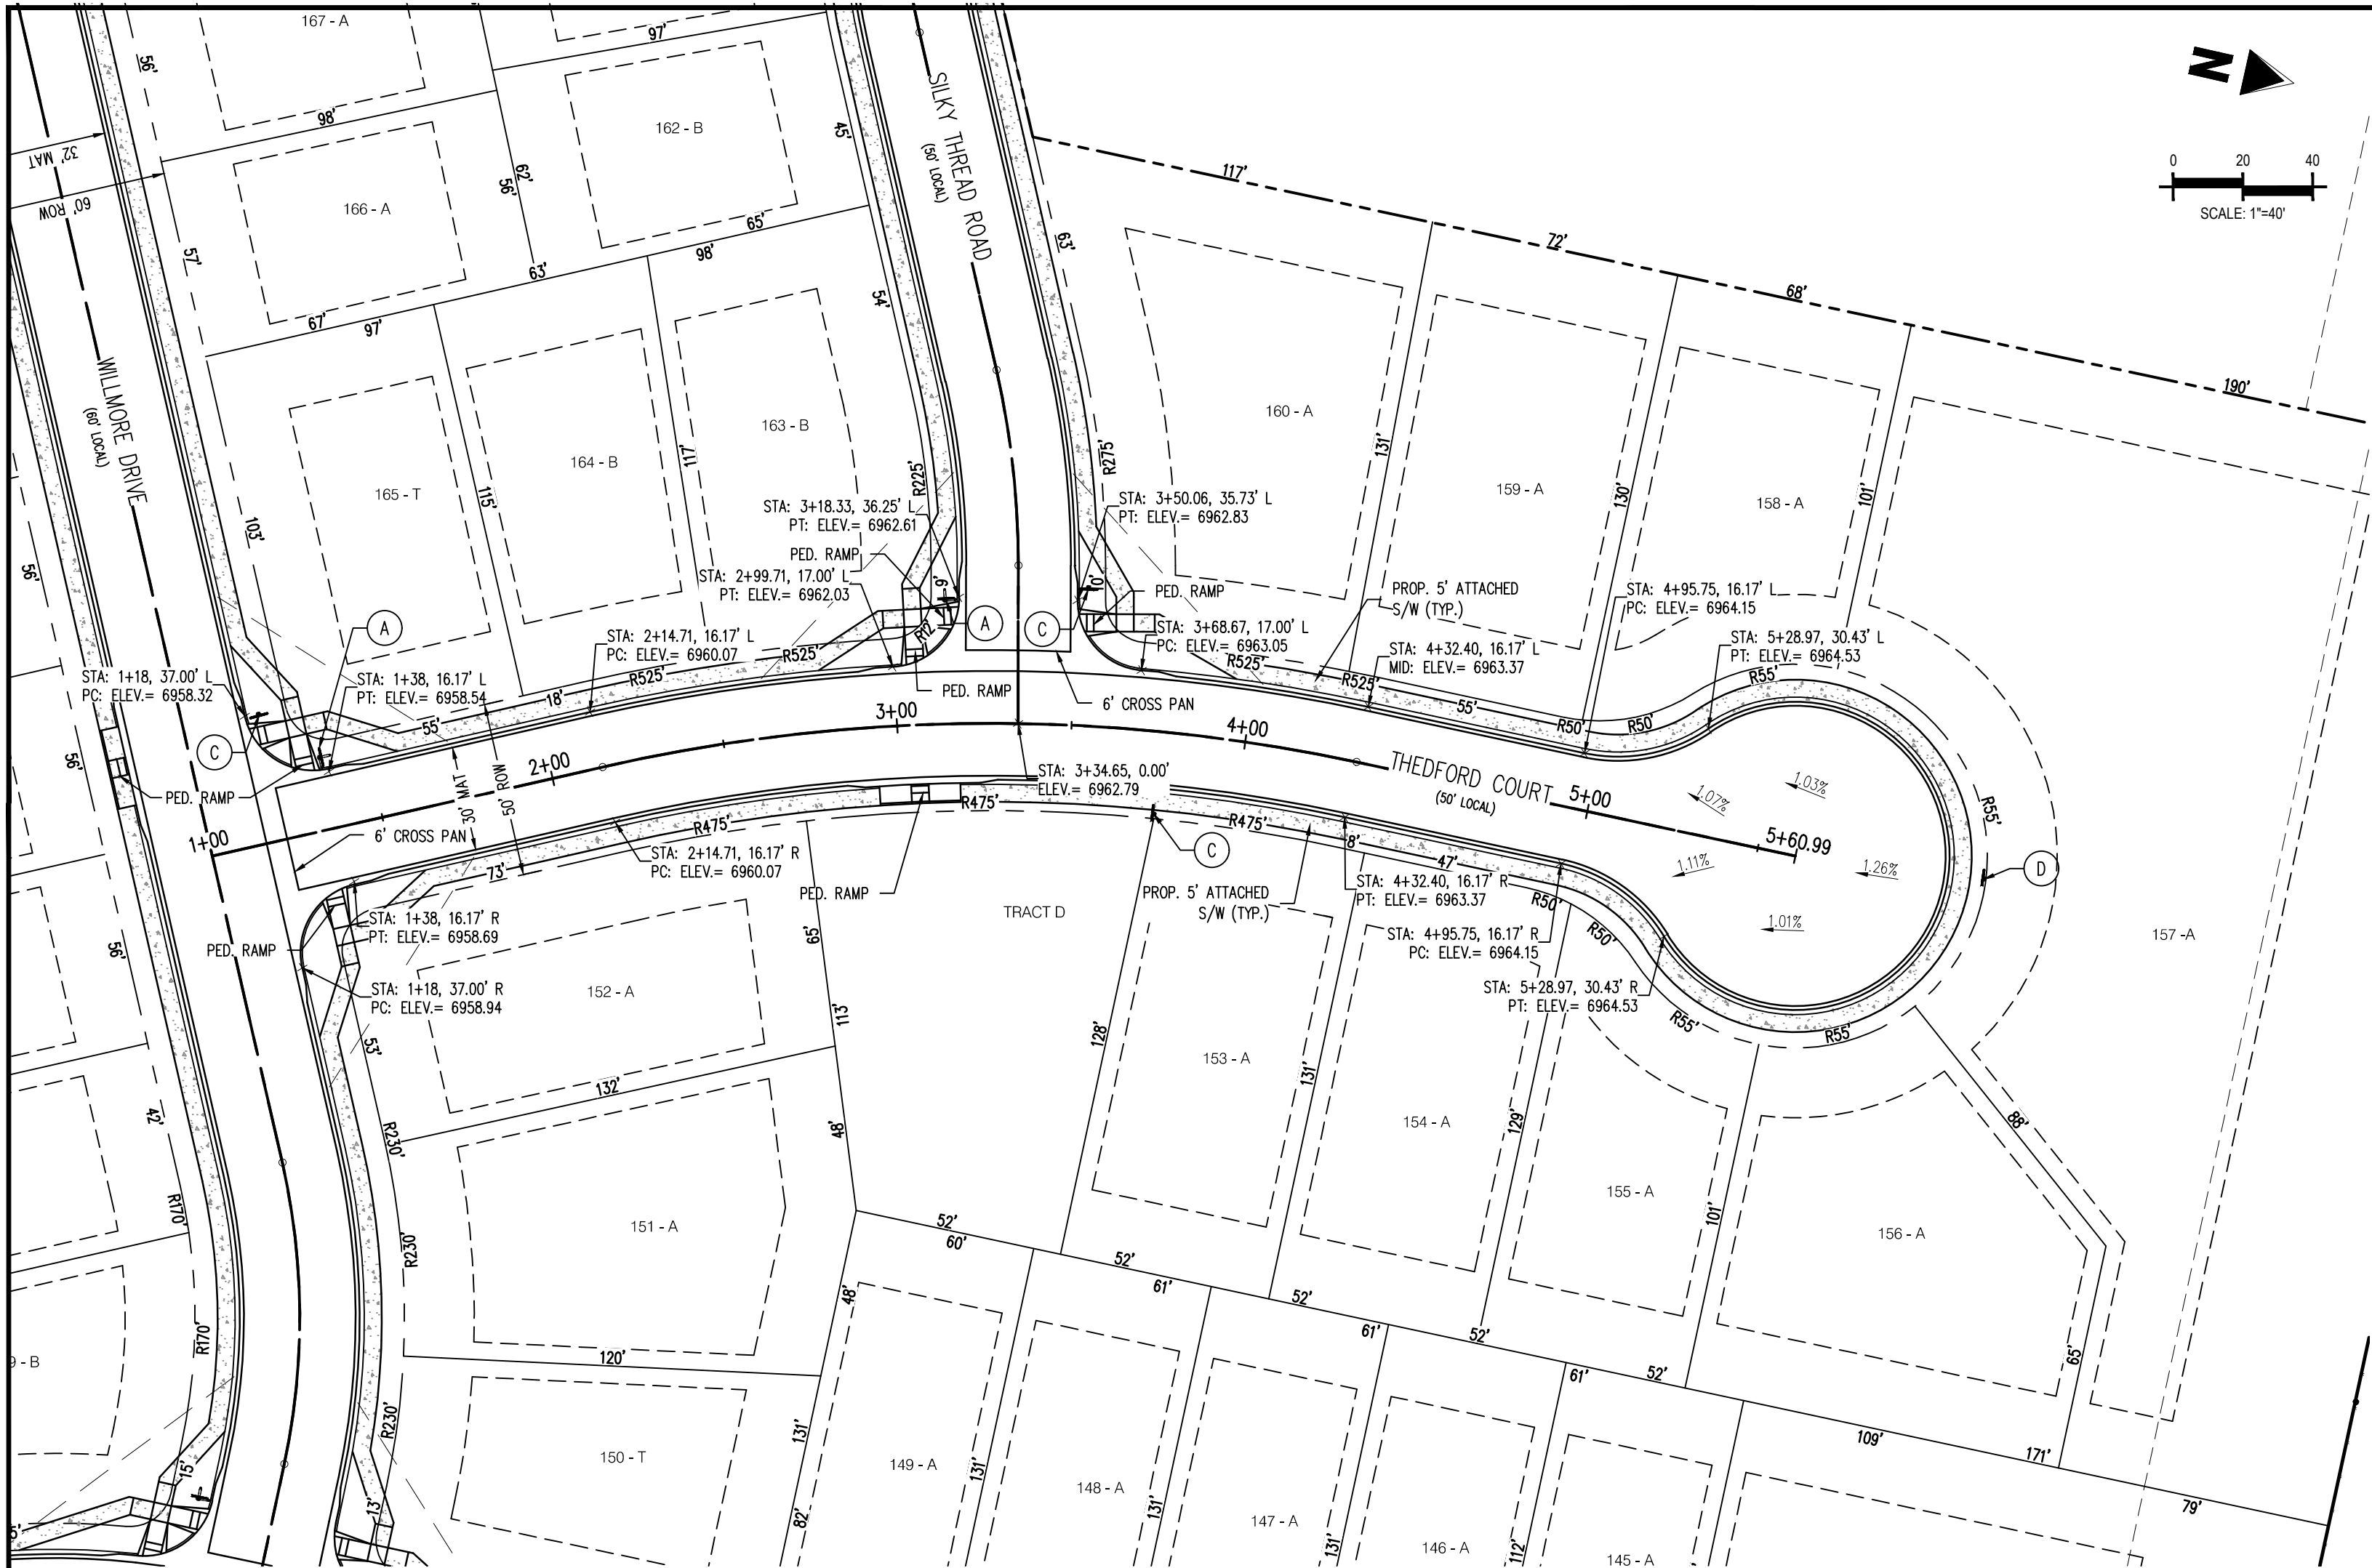 167 - A
97'
56'
98'
32' MAT
60' ROW
162 - B
45'
62'
56'
166 - A
65'
98'
63'
57'
67'
97'
54'
SILKY THREAD ROAD
(50' LOCAL)
63'
117'
72'
68'
190'
N
0 20 40
SCALE: 1"=40'
WILLMORE DRIVE
(60' LOCAL)
165 - T
115'
164 - B
117'
163 - B
R225'
R275'
160 - A
131'
159 - A
130'
158 - A
101'
103'
STA: 3+18.33, 36.25' L
PT: ELEV.= 6962.61
STA: 3+50.06, 35.73' L
PT: ELEV.= 6962.83
PED. RAMP
STA: 2+99.71, 17.00' L
PT: ELEV.= 6962.03
9'
10'
PED. RAMP
PROP. 5' ATTACHED
S/W (TYP.)
STA: 4+95.75, 16.17' L
PC: ELEV.= 6964.15
A
A
C
R12'
STA: 2+14.71, 16.17' L
PC: ELEV.= 6960.07
STA: 3+68.67, 17.00' L
PC: ELEV.= 6963.05
STA: 4+32.40, 16.17' L
MID: ELEV.= 6963.37
STA: 5+28.97, 30.43' L
PT: ELEV.= 6964.53
STA: 1+18, 37.00' L
PC: ELEV.= 6958.32
STA: 1+38, 16.17' L
PT: ELEV.= 6958.54
R525'
R525'
R525'
R525'
18'
55'
55'
R50'
R50'
R55'
PED. RAMP
6' CROSS PAN
C
56'
56'
PED. RAMP
1+00
2+00
3+00
4+00
5+00
5+60.99
30' MAT
50' ROW
THEDFORD COURT
(50' LOCAL)
1.07%
1.03%
1.11%
1.26%
1.01%
R55'
D
STA: 3+34.65, 0.00'
ELEV.= 6962.79
6' CROSS PAN
R475'
R475'
R475'
8'
47'
C
73'
STA: 2+14.71, 16.17' R
PC: ELEV.= 6960.07
PED. RAMP
PROP. 5' ATTACHED
S/W (TYP.)
STA: 4+32.40, 16.17' R
PT: ELEV.= 6963.37
R50'
R50'
STA: 4+95.75, 16.17' R
PC: ELEV.= 6964.15
STA: 5+28.97, 30.43' R
PT: ELEV.= 6964.53
R55'
R55'
STA: 1+38, 16.17' R
PT: ELEV.= 6958.69
PED. RAMP
STA: 1+18, 37.00' R
PC: ELEV.= 6958.94
56'
65'
TRACT D
157 -A
152 - A
113'
53'
132'
128'
153 - A
131'
154 - A
129'
155 - A
101'
156 - A
88'
42'
R230'
48'
R170'
R230'
151 - A
52'
60'
52'
61'
52'
61'
52'
61'
52'
109'
171'
79'
65'
48'
R170'
9 - B
120'
R230'
150 - T
131'
149 - A
131'
148 - A
131'
147 - A
131'
146 - A
112'
145 - A
82'
15'
13'
5'